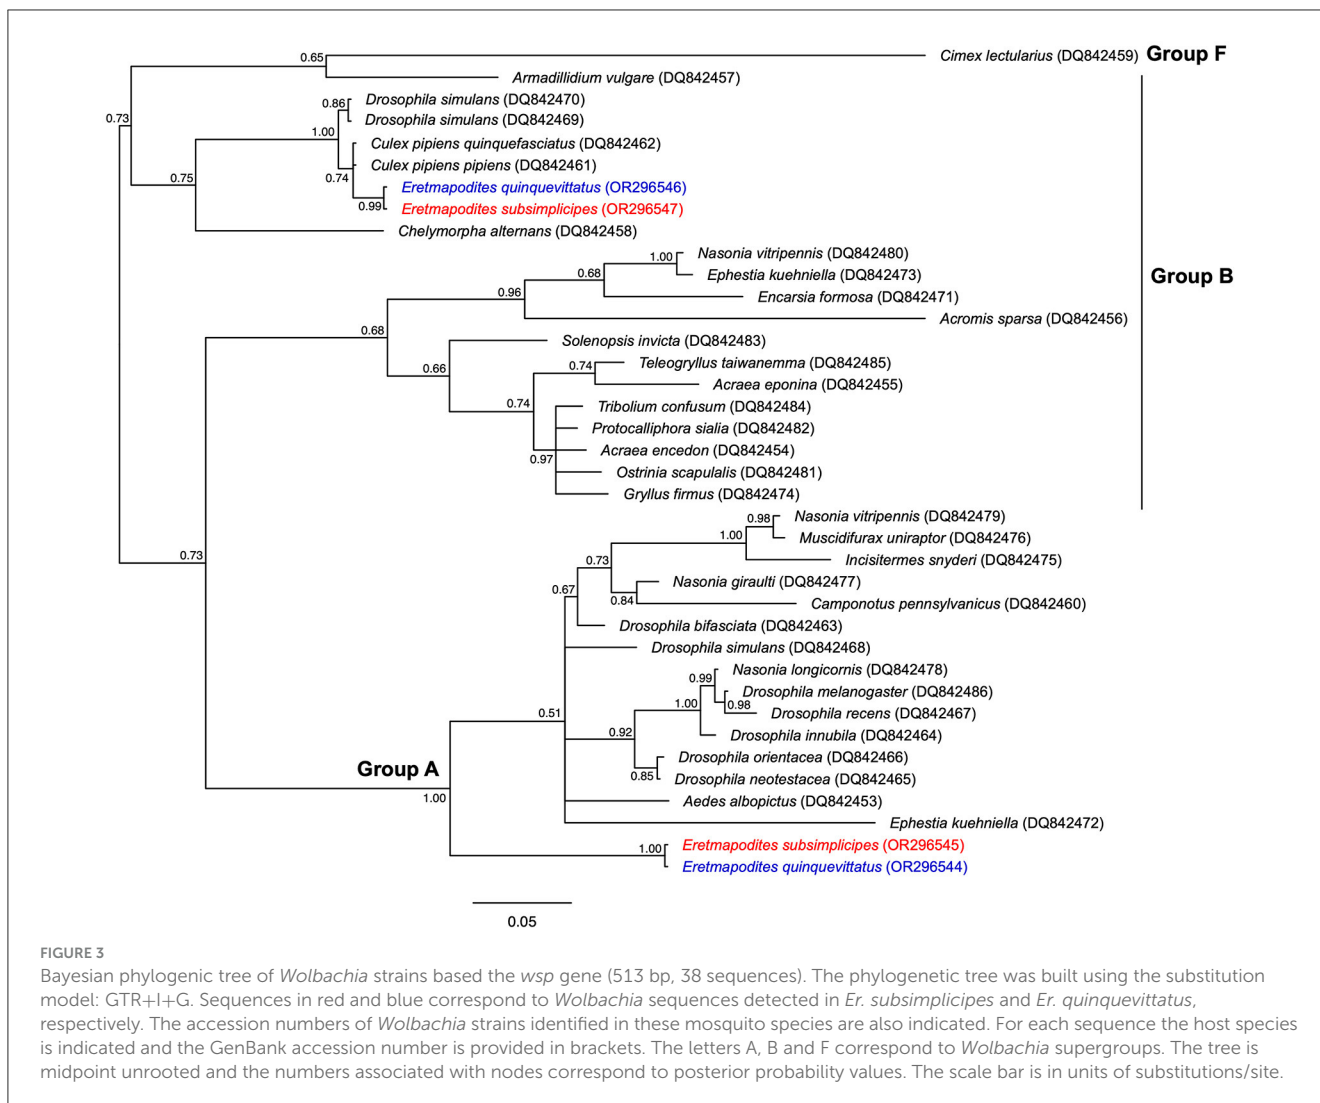 0.65
Cimex lectularius (DQ842459) Group F
Armadillidium vulgare (DQ842457)
0.86 Drosophila simulans (DQ842470)
0.73 Drosophila simulans (DQ842469)
1.00
Culex pipiens quinquefasciatus (DQ842462)
Culex pipiens pipiens (DQ842461)
0.75 0.74
Eretmapodites quinquevittatus (OR296546)
0.99 Eretmapodites subsimplicipes (OR296547)
Chelymorpha alternans (DQ842458)
1.00 Nasonia vitripennis (DQ842480)
0.68 Ephestia kuehniella (DQ842473)
Group B
0.96 Encarsia formosa (DQ842471)
Acromis sparsa (DQ842456)
0.68
Solenopsis invicta (DQ842483)
0.66 0.74 Teleogryllus taiwanemma (DQ842485)
Acraea eponina (DQ842455)
0.74 Tribolium confusum (DQ842484)
Protocalliphora sialia (DQ842482)
Acraea encedon (DQ842454)
0.97
Ostrinia scapulalis (DQ842481)
Gryllus firmus (DQ842474)
0.98 Nasonia vitripennis (DQ842479)
1.00 Muscidifurax uniraptor (DQ842476)
0.73 0.73 Incisitermes snyderi (DQ842475)
Nasonia giraulti (DQ842477)
0.67 0.84 Camponotus pennsylvanicus (DQ842460)
Drosophila bifasciata (DQ842463)
Drosophila simulans (DQ842468)
0.99 Nasonia longicornis (DQ842478)
Drosophila melanogaster (DQ842486)
1.00 0.98
0.51 Drosophila recens (DQ842467)
0.92 Drosophila innubila (DQ842464)
Drosophila orientacea (DQ842466)
Group A
0.85 Drosophila neotestacea (DQ842465)
1.00 Aedes albopictus (DQ842453)
Ephestia kuehniella (DQ842472)
1.00 Eretmapodites subsimplicipes (OR296545)
Eretmapodites quinquevittatus (OR296544)
0.05
FIGURE 3
Bayesian phylogenic tree of Wolbachia strains based the wsp gene (513 bp, 38 sequences). The phylogenetic tree was built using the substitution
model: GTR+I+G. Sequences in red and blue correspond to Wolbachia sequences detected in Er. subsimplicipes and Er. quinquevittatus,
respectively. The accession numbers of Wolbachia strains identified in these mosquito species are also indicated. For each sequence the host species
is indicated and the GenBank accession number is provided in brackets. The letters A, B and F correspond to Wolbachia supergroups. The tree is
midpoint unrooted and the numbers associated with nodes correspond to posterior probability values. The scale bar is in units of substitutions/site.